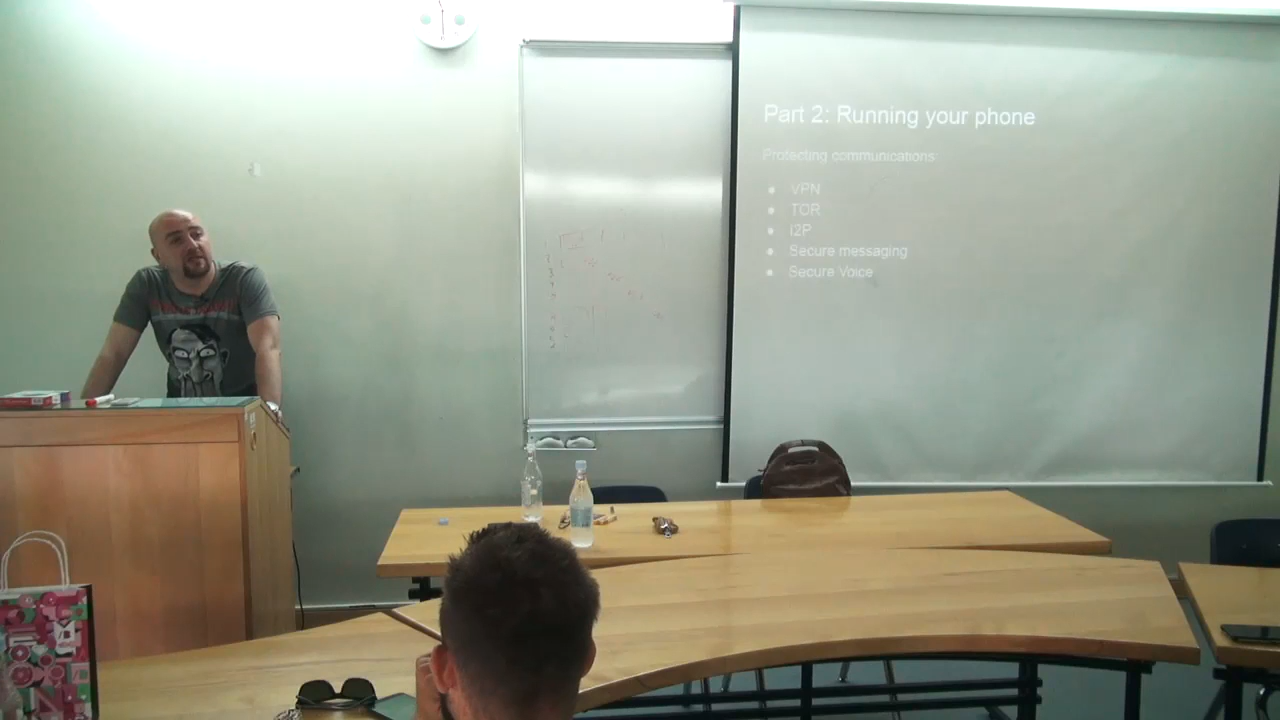 Part 2: Running your phone
Protecting communications:
● VPN
● TOR
● I2P
● Secure messaging
● Secure Voice